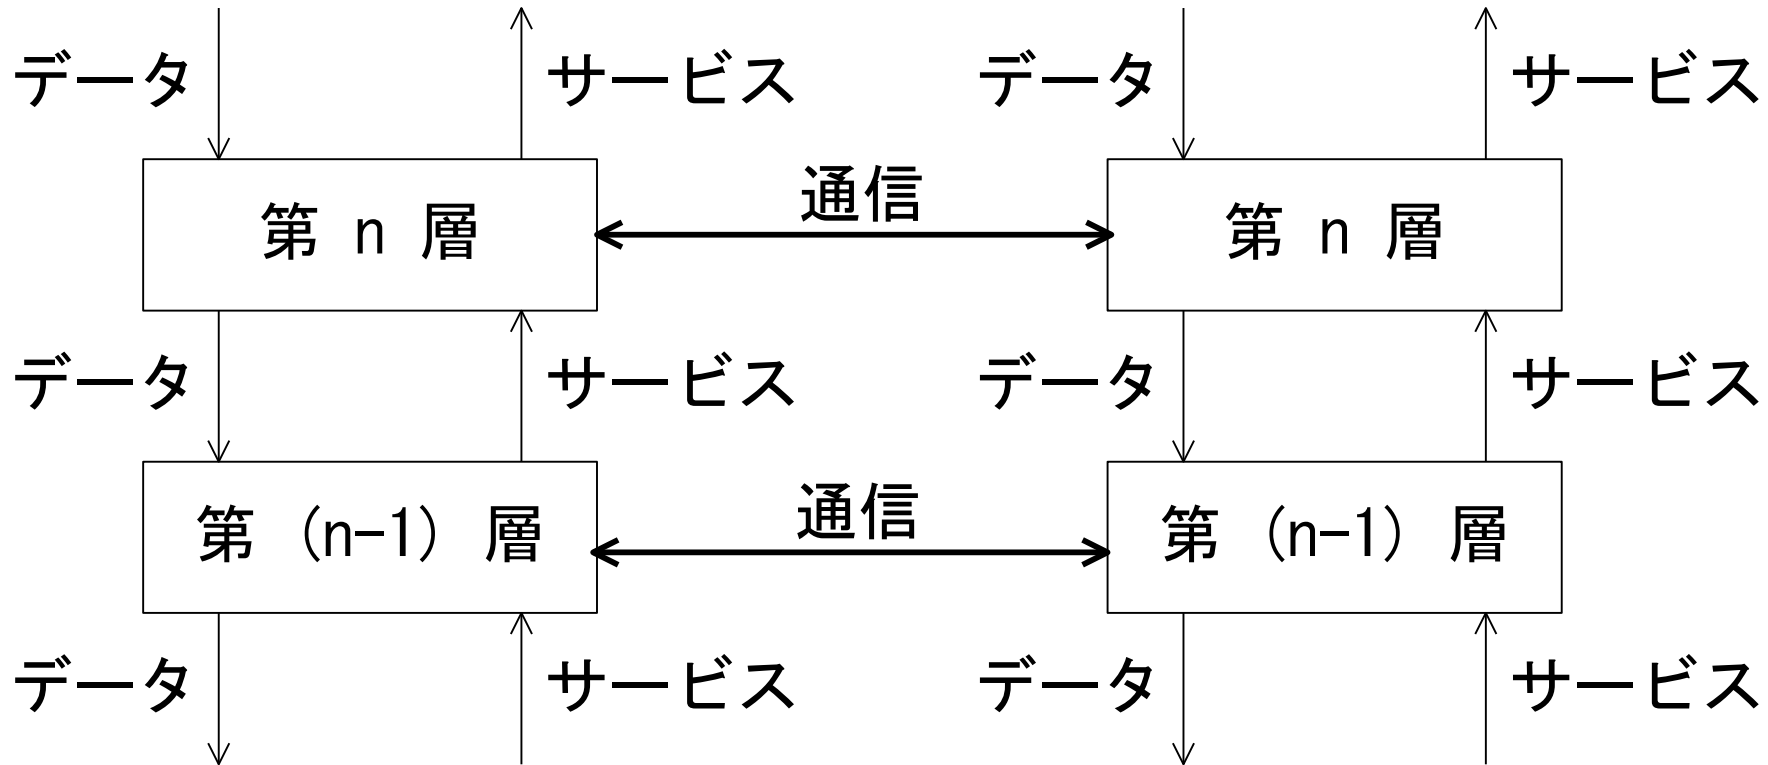 データ サービス データ サービス
通信
第 n 層 第 n 層
データ サービス データ サービス
通信
第 (n-1) 層 第 (n-1) 層
データ サービス データ サービス